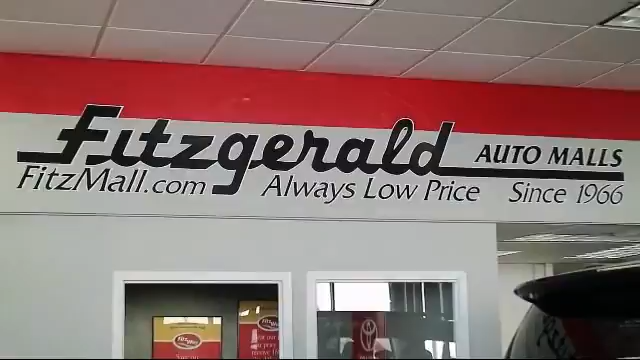 Fitzgerald AUTO MALLS
FitzMall.com Always Low Price Since 1966